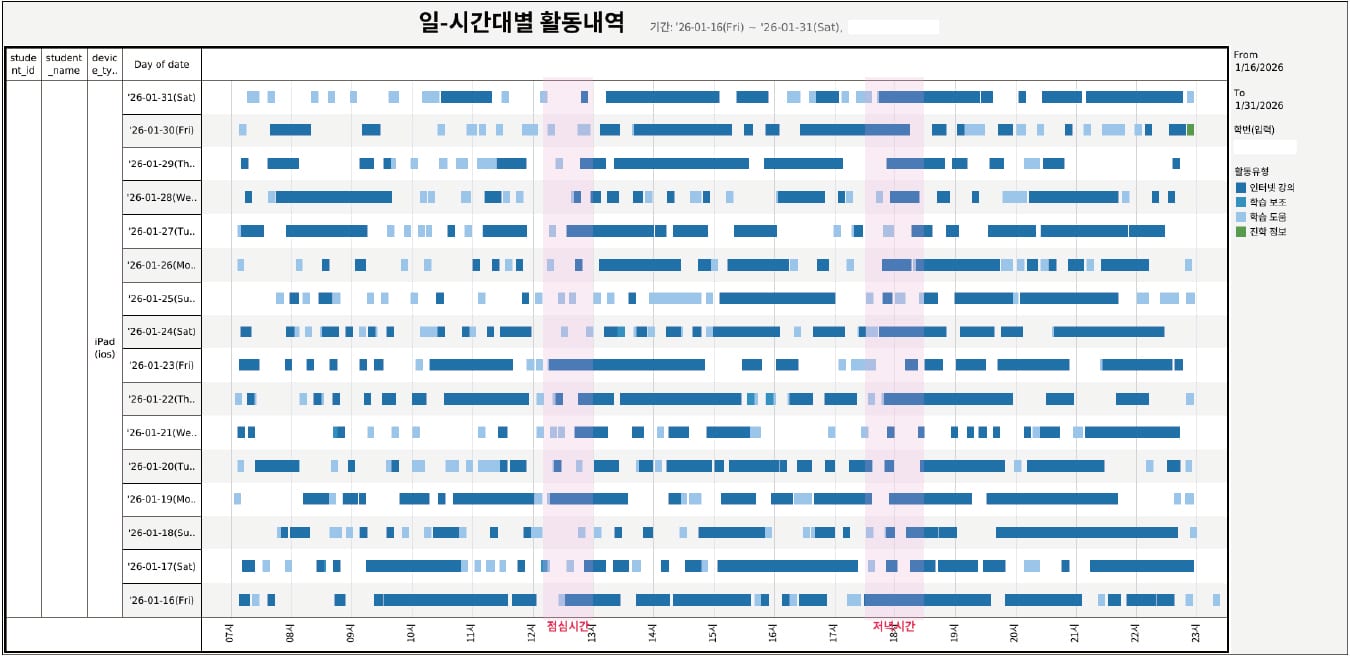 일-시간대별 활동내역
기간: '26-01-16(Fri) ~ '26-01-31(Sat),
stude
nt_id
student
_name
devic
e_ty..
Day of date
'26-01-31(Sat)
'26-01-30(Fri)
'26-01-29(Th..
'26-01-28(We..
'26-01-27(Tu..
'26-01-26(Mo..
'26-01-25(Su..
'26-01-24(Sat)
iPad
(ios)
'26-01-23(Fri)
'26-01-22(Th..
'26-01-21(We..
'26-01-20(Tu..
'26-01-19(Mo..
'26-01-18(Su..
'26-01-17(Sat)
'26-01-16(Fri)
07시
08시
09시
10시
11시
12시
점심시간
13시
14시
15시
16시
17시
저녁시간
18시
19시
20시
21시
22시
23시
From
1/16/2026
To
1/31/2026
학번(입력)
활동유형
인터넷 강의
학습 보조
학습 도움
진학 정보